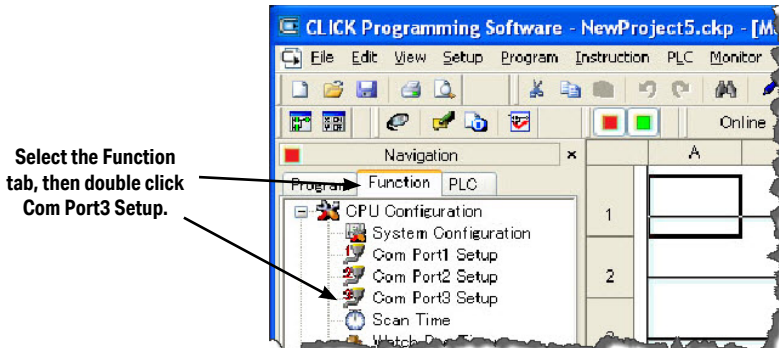 CLICK Programming Software - NewProject5.ckp - [M
File Edit View Setup Program Instruction PLC Monitor
Online
Select the Function
tab, then double click
Com Port3 Setup.
Navigation
Program Function PLC
CPU Configuration
System Configuration
Com Port1 Setup
Com Port2 Setup
Com Port3 Setup
Scan Time
A
1
2